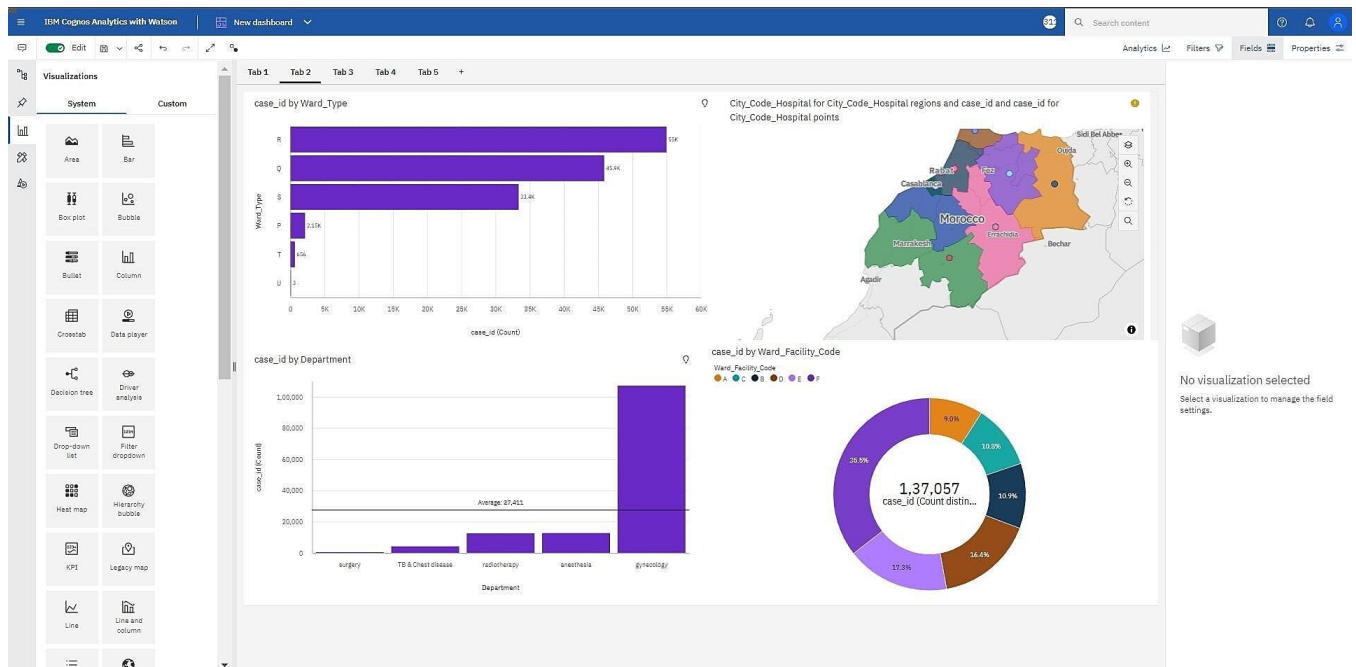 IBM Cognos Analytics with Watson
New dashboard
Search content
Edit
Analytics
Filters
Fields
Properties
Visualizations
System
Custom
Area
Bar
Box plot
Bubble
Bullet
Column
Crosstab
Data player
Decision tree
Driver
analysis
Drop-down
list
Filter
dropdown
Heat map
Hierarchy
bubble
KPI
Legacy map
Line
Line and
column
Tab 1
Tab 2
Tab 3
Tab 4
Tab 5
+
case_id by Ward_Type
Ward_Type
R
55K
Q
45.9K
S
33.4K
P
2.15K
T
656
U
3
0
5K
10K
15K
20K
25K
30K
35K
40K
45K
50K
55K
60K
case_id (Count)
City_Code_Hospital for City_Code_Hospital regions and case_id and case_id for
City_Code_Hospital points
Sidi Bel Abbe
Oujda
Rabat
Fez
Casablanca
Morocco
Errachidia
Marrakesh
Bechar
Agadir
case_id by Department
case_id (Count)
1,00,000
80,000
60,000
40,000
20,000
0
Average: 27,411
surgery
TB & Chest disease
radiotherapy
anesthesia
gynecology
Department
case_id by Ward_Facility_Code
Ward_Facility_Code
A
C
B
D
E
F
9.0%
10.8%
35.5%
10.9%
16.4%
17.3%
1,37,057
case_id (Count distin...
No visualization selected
Select a visualization to manage the field
settings.